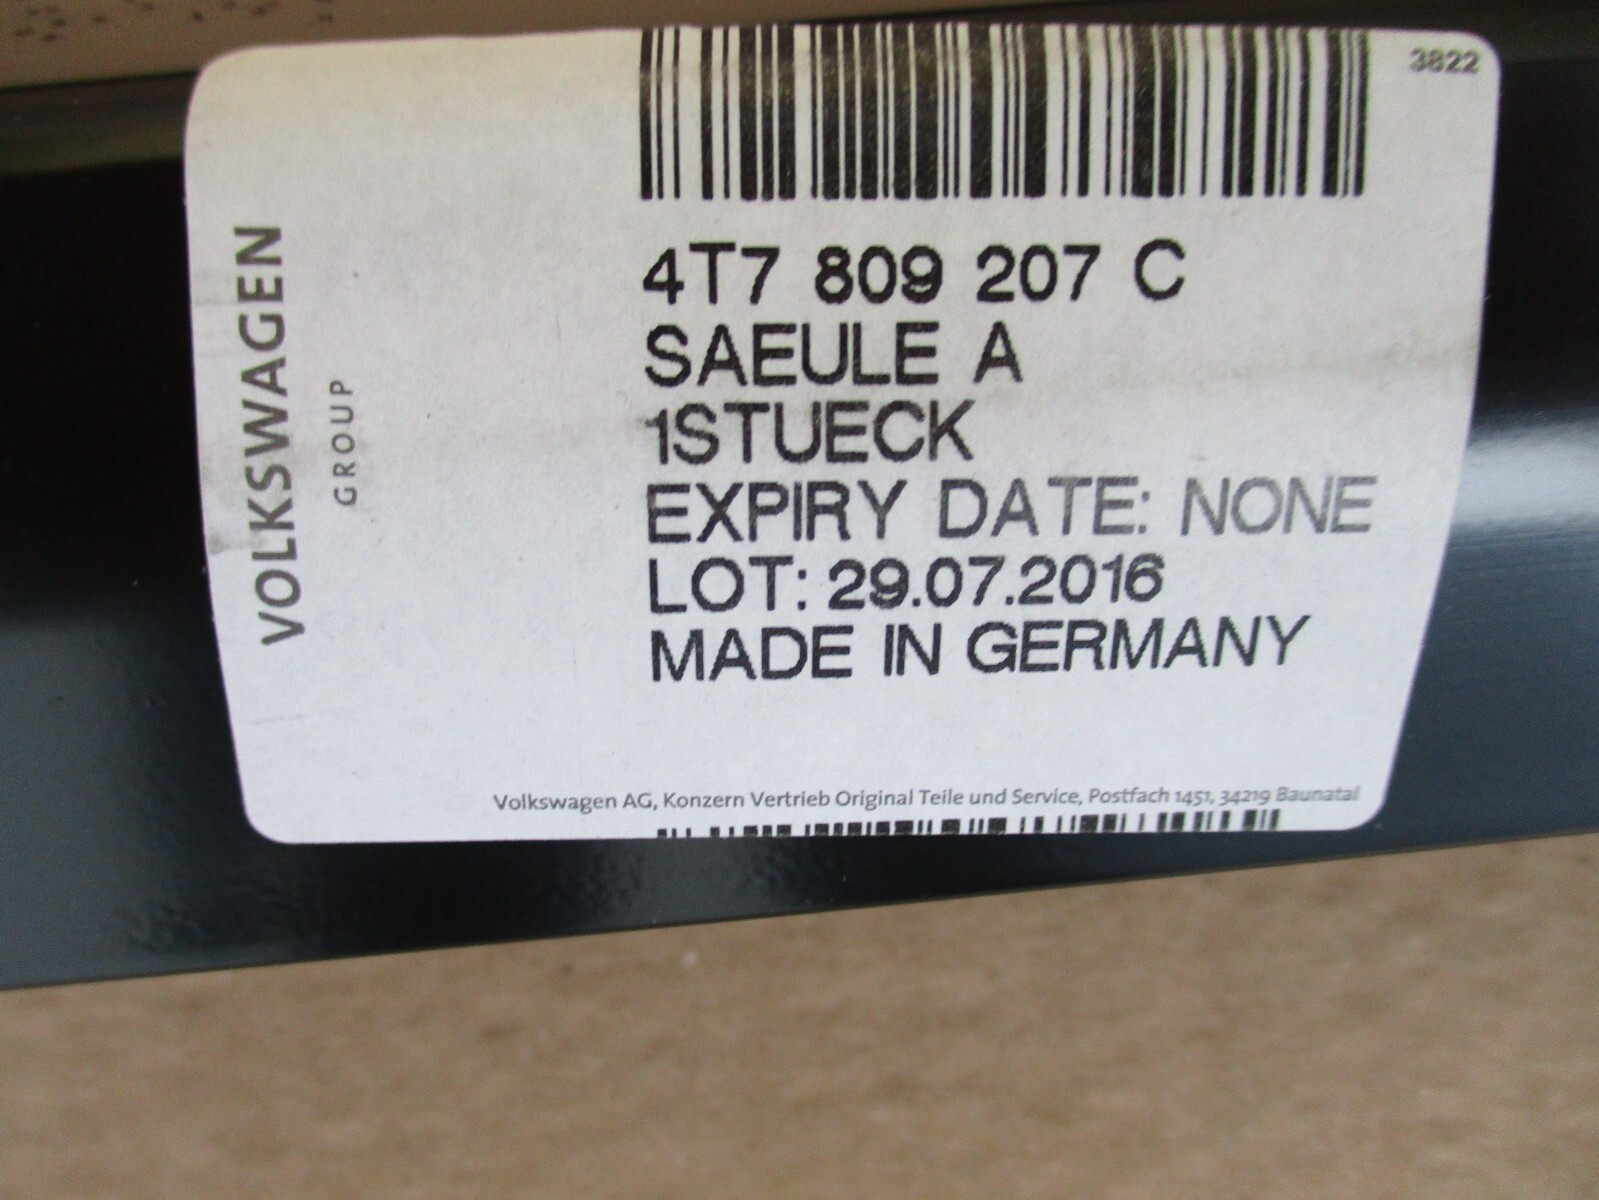 3822
VOLKSWAGEN
GROUP
4T7 809 207 C
SAEULE A
1STUECK
EXPIRY DATE: NONE
LOT: 29.07.2016
MADE IN GERMANY
Volkswagen AG, Konzern Vertrieb Original Teile und Service, Postfach 1451, 34219 Baunatal